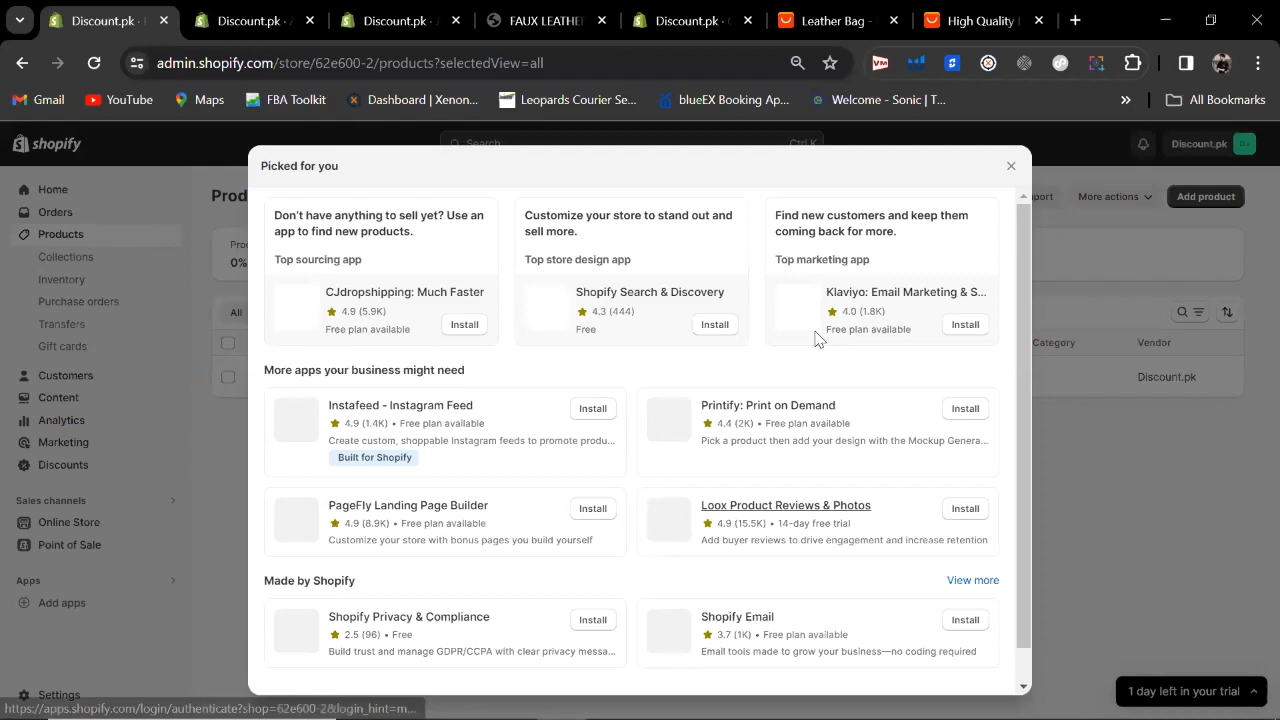 Discount.pk ·
Discount.pk ·
Discount.pk ·
FAUX LEATHE
Discount.pk ·
Leather Bag -
High Quality
admin.shopify.com/store/62e600-2/products?selectedView=all
Gmail
YouTube
Maps
FBA Toolkit
Dashboard | Xenon...
Leopards Courier Se...
blueEX Booking Ap...
Welcome - Sonic | T...
All Bookmarks
shopify
Search
Ctrl K
Discount.pk
Home
Orders
Products
Collections
Inventory
Purchase orders
Transfers
Gift cards
Customers
Content
Analytics
Marketing
Discounts
Sales channels
Online Store
Point of Sale
Apps
Add apps
Settings
More actions
Add product
0%
All
Category
Vendor
Discount.pk
Picked for you
Don't have anything to sell yet? Use an
app to find new products.
Top sourcing app
CJdropshipping: Much Faster
4.9 (5.9K)
Free plan available
Install
Customize your store to stand out and
sell more.
Top store design app
Shopify Search & Discovery
4.3 (444)
Free
Install
Find new customers and keep them
coming back for more.
Top marketing app
Klaviyo: Email Marketing & S...
4.0 (1.8K)
Free plan available
Install
More apps your business might need
Instafeed - Instagram Feed
4.9 (1.4K) • Free plan available
Create custom, shoppable Instagram feeds to promote produ...
Built for Shopify
Install
Printify: Print on Demand
4.4 (2K) • Free plan available
Pick a product then add your design with the Mockup Genera...
Install
PageFly Landing Page Builder
4.9 (8.9K) • Free plan available
Customize your store with bonus pages you build yourself
Install
Loox Product Reviews & Photos
4.9 (15.5K) • 14-day free trial
Add buyer reviews to drive engagement and increase retention
Install
Made by Shopify
View more
Shopify Privacy & Compliance
2.5 (96) • Free
Build trust and manage GDPR/CCPA with clear privacy messa...
Install
Shopify Email
3.7 (1K) • Free plan available
Email tools made to grow your business—no coding required
Install
1 day left in your trial
https://apps.shopify.com/login/authenticate?shop=62e600-2&login_hint=m...